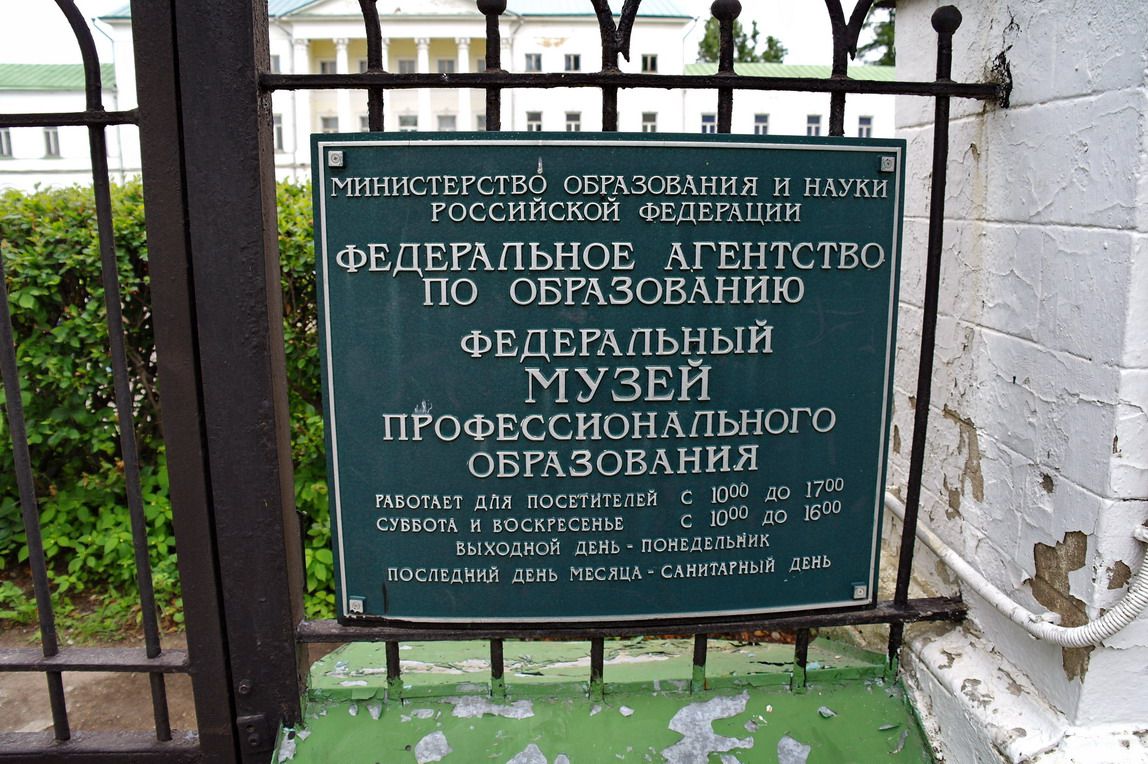 МИНИСТЕРСТВО ОБРАЗОВАНИЯ И НАУКИ
РОССИЙСКОЙ ФЕДЕРАЦИИ
ФЕДЕРАЛЬНОЕ АГЕНТСТВО
ПО ОБРАЗОВАНИЮ
ФЕДЕРАЛЬНЫЙ
МУЗЕЙ
ПРОФЕССИОНАЛЬНОГО
ОБРАЗОВАНИЯ
РАБОТАЕТ ДЛЯ ПОСЕТИТЕЛЕЙ С 10⁰⁰ ДО 17⁰⁰
СУББОТА И ВОСКРЕСЕНЬЕ С 10⁰⁰ ДО 16⁰⁰
ВЫХОДНОЙ ДЕНЬ - ПОНЕДЕЛЬНИК
ПОСЛЕДНИЙ ДЕНЬ МЕСЯЦА - САНИТАРНЫЙ ДЕНЬ